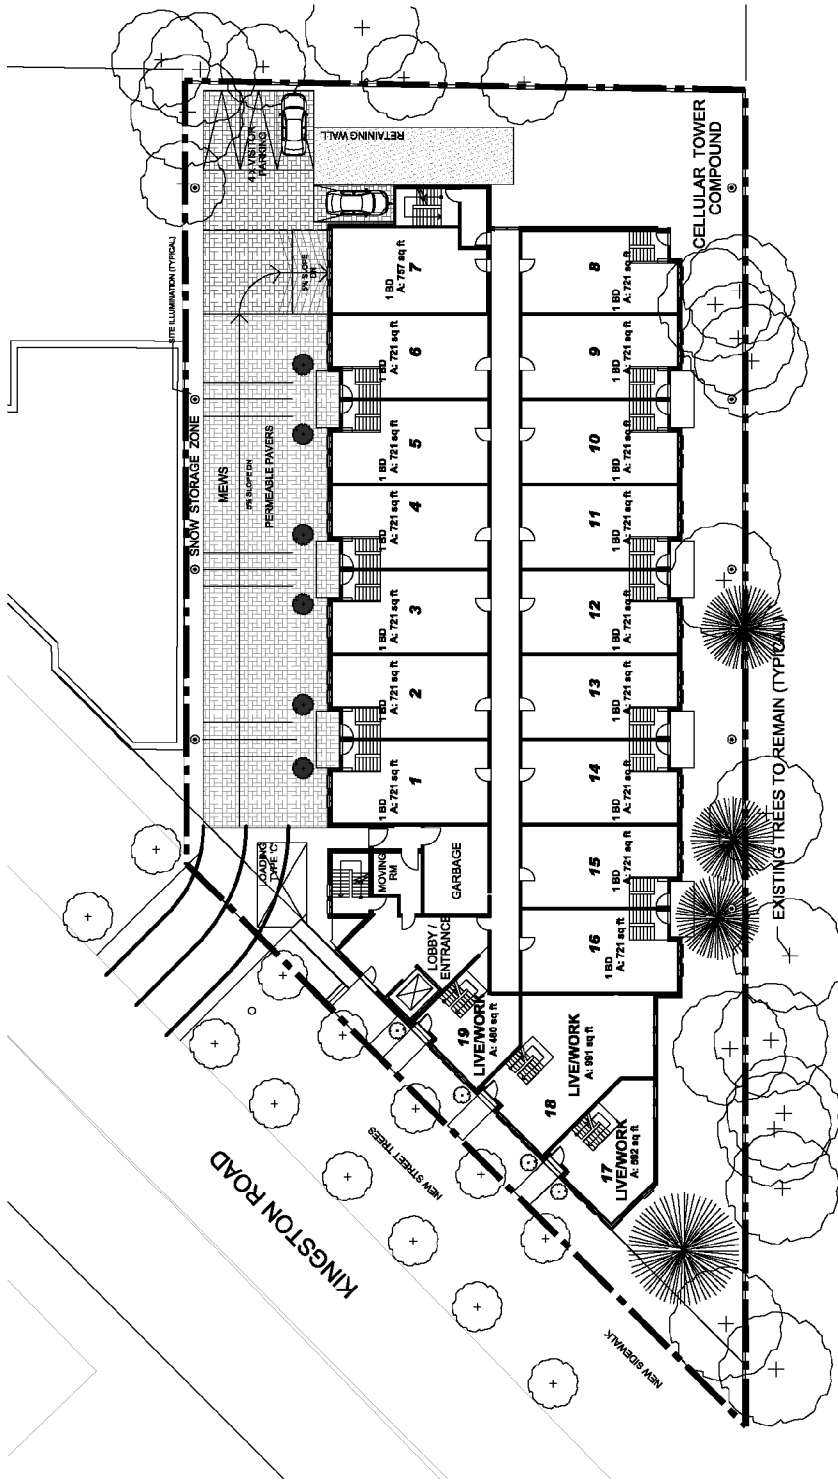 4 X VISITOR
PARKING
RETAINING WALL
CELLULAR TOWER
COMPOUND
SITE ILLUMINATION (TYPICAL)
5% SLOPE
DN
SNOW STORAGE ZONE
MEWS
5% SLOPE DN
PERMEABLE PAVERS
1 BD
A: 757 sq ft
7
8
1 BD
A: 721 sq ft
1 BD
A: 721 sq ft
6
9
1 BD
A: 721 sq ft
1 BD
A: 721 sq ft
5
10
1 BD
A: 721 sq ft
1 BD
A: 721 sq ft
4
11
1 BD
A: 721 sq ft
1 BD
A: 721 sq ft
3
12
1 BD
A: 721 sq ft
1 BD
A: 721 sq ft
2
13
1 BD
A: 721 sq ft
1 BD
A: 721 sq ft
1
14
1 BD
A: 721 sq ft
15
1 BD
A: 721 sq ft
16
1 BD
A: 721 sq ft
EXISTING TREES TO REMAIN (TYPICAL)
LOADING
TYPE 'C'
MOVING
RM
GARBAGE
LOBBY /
ENTRANCE
19
LIVE/WORK
A: 480 sq ft
18
LIVE/WORK
A: 991 sq ft
17
LIVE/WORK
A: 592 sq ft
NEW STREET TREES
KINGSTON ROAD
NEW SIDEWALK